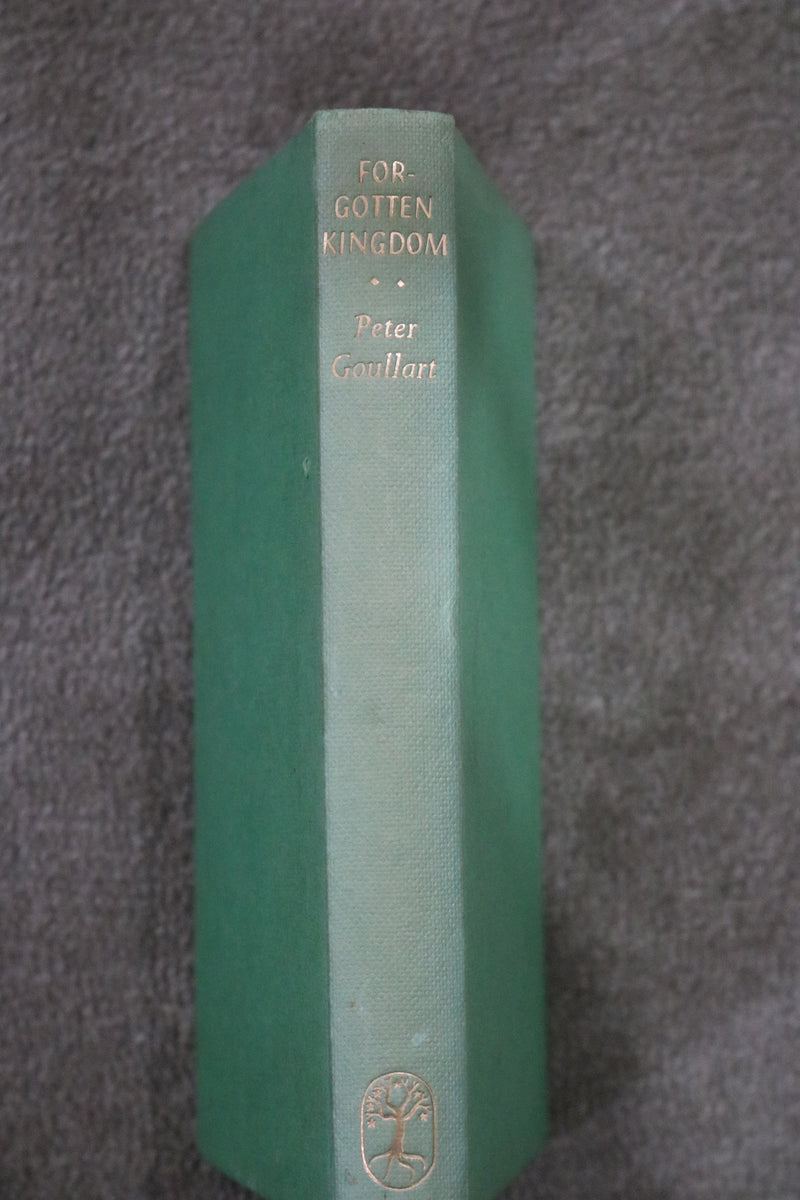 FOR-
GOTTEN
KINGDOM
Peter
Goullart